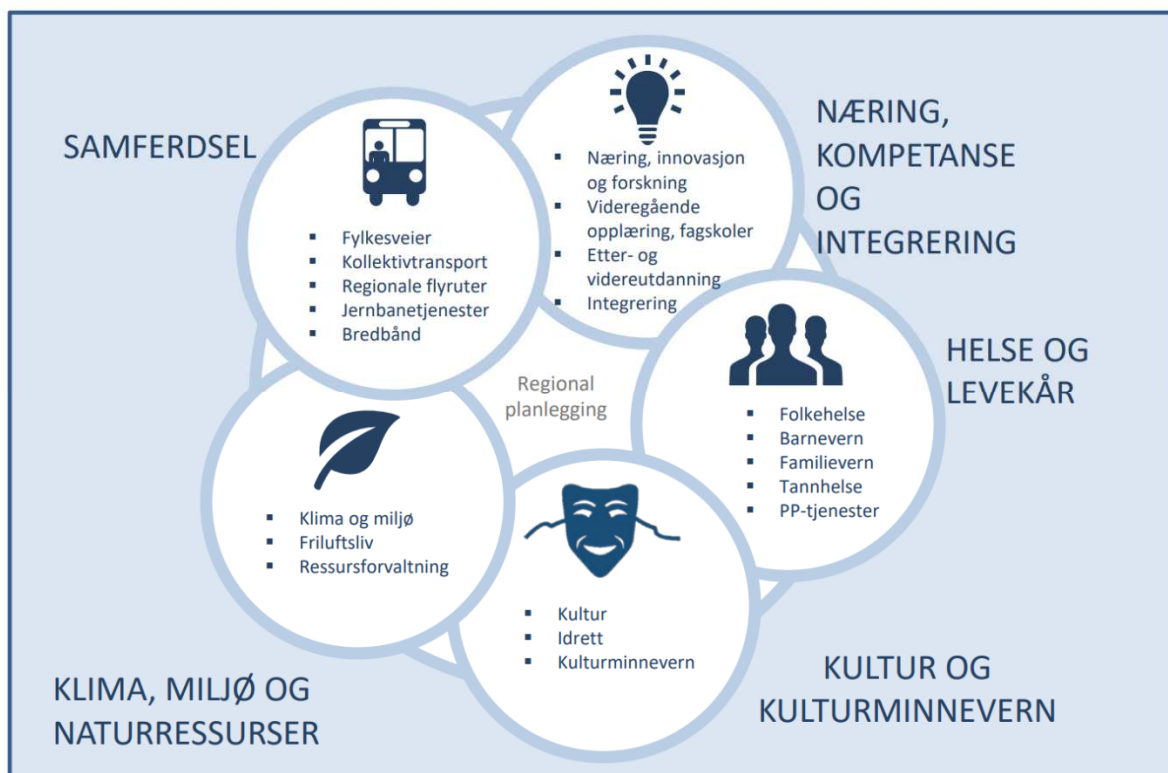 SAMFERDSEL
Fylkesveier
Kollektivtransport
Regionale flyruter
Jernbanetjenester
Bredbånd
NÆRING,
KOMPETANSE
OG
INTEGRERING
Næring, innovasjon
og forskning
Videregående
opplæring, fagskoler
Etter- og
videreutdanning
Integrering
HELSE OG
LEVEKÅR
Folkehelse
Barnevern
Familievern
Tannhelse
PP-tjenester
Regional
planlegging
Klima og miljø
Friluftsliv
Ressursforvaltning
KLIMA, MILJØ OG
NATURRESSURSER
Kultur
Idrett
Kulturminnevern
KULTUR OG
KULTURMINNEVERN